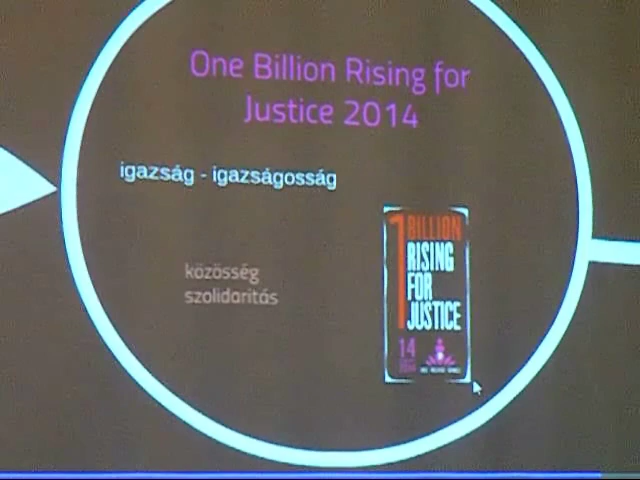 One Billion Rising for
Justice 2014
igazság - igazságosság
közösség
szolidaritás
1 BILLION
RISING
FOR
JUSTICE
14